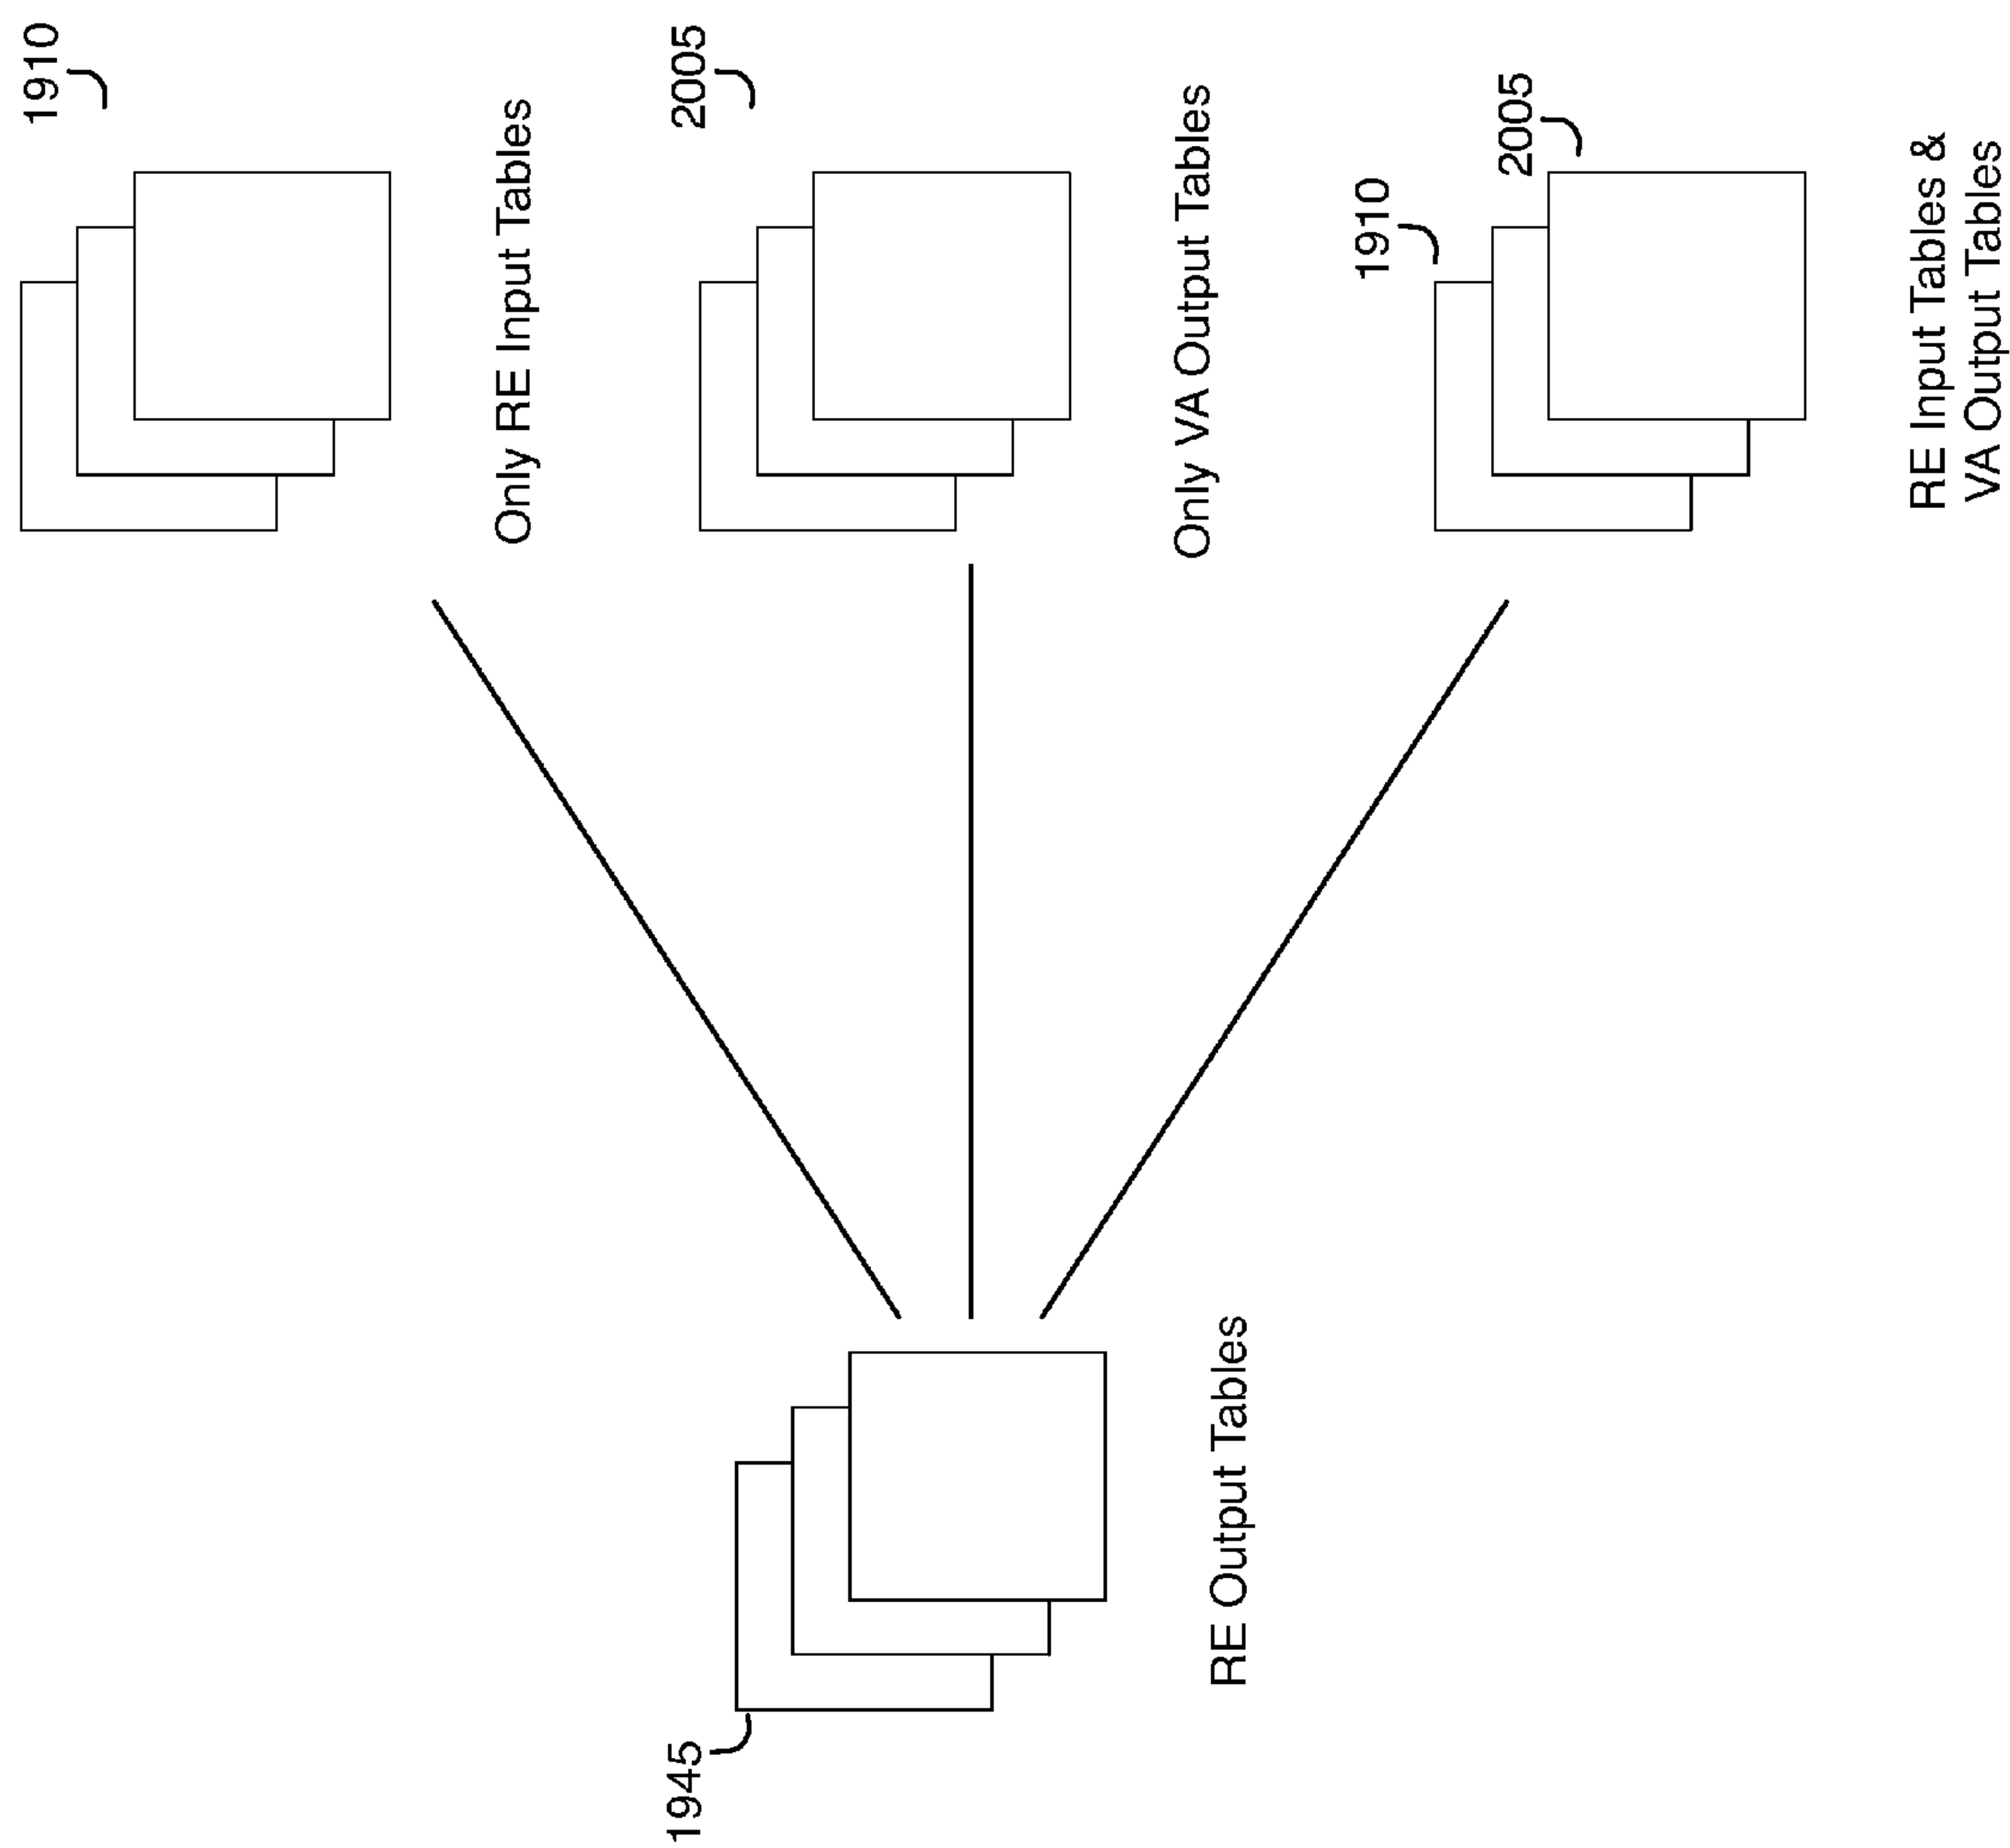 1910
Only RE Input Tables
2005
Only VA Output Tables
1910
2005
RE Input Tables &
VA Output Tables
1945
RE Output Tables